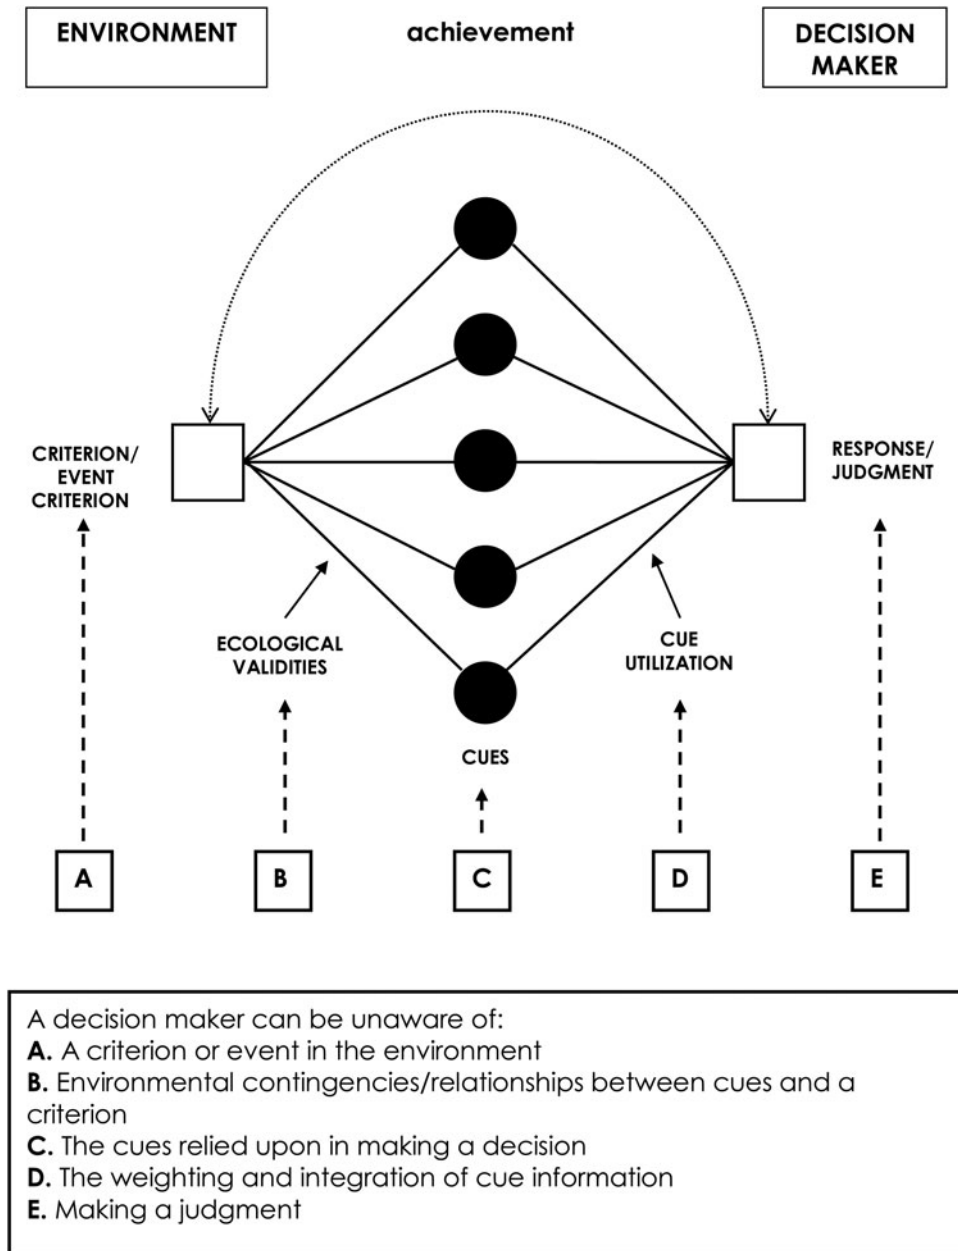 ENVIRONMENT
achievement
DECISION
MAKER
CRITERION/
EVENT
CRITERION
RESPONSE/
JUDGMENT
ECOLOGICAL
VALIDITIES
CUE
UTILIZATION
CUES
A
B
C
D
E
A decision maker can be unaware of:
A. A criterion or event in the environment
B. Environmental contingencies/relationships between cues and a
criterion
C. The cues relied upon in making a decision
D. The weighting and integration of cue information
E. Making a judgment